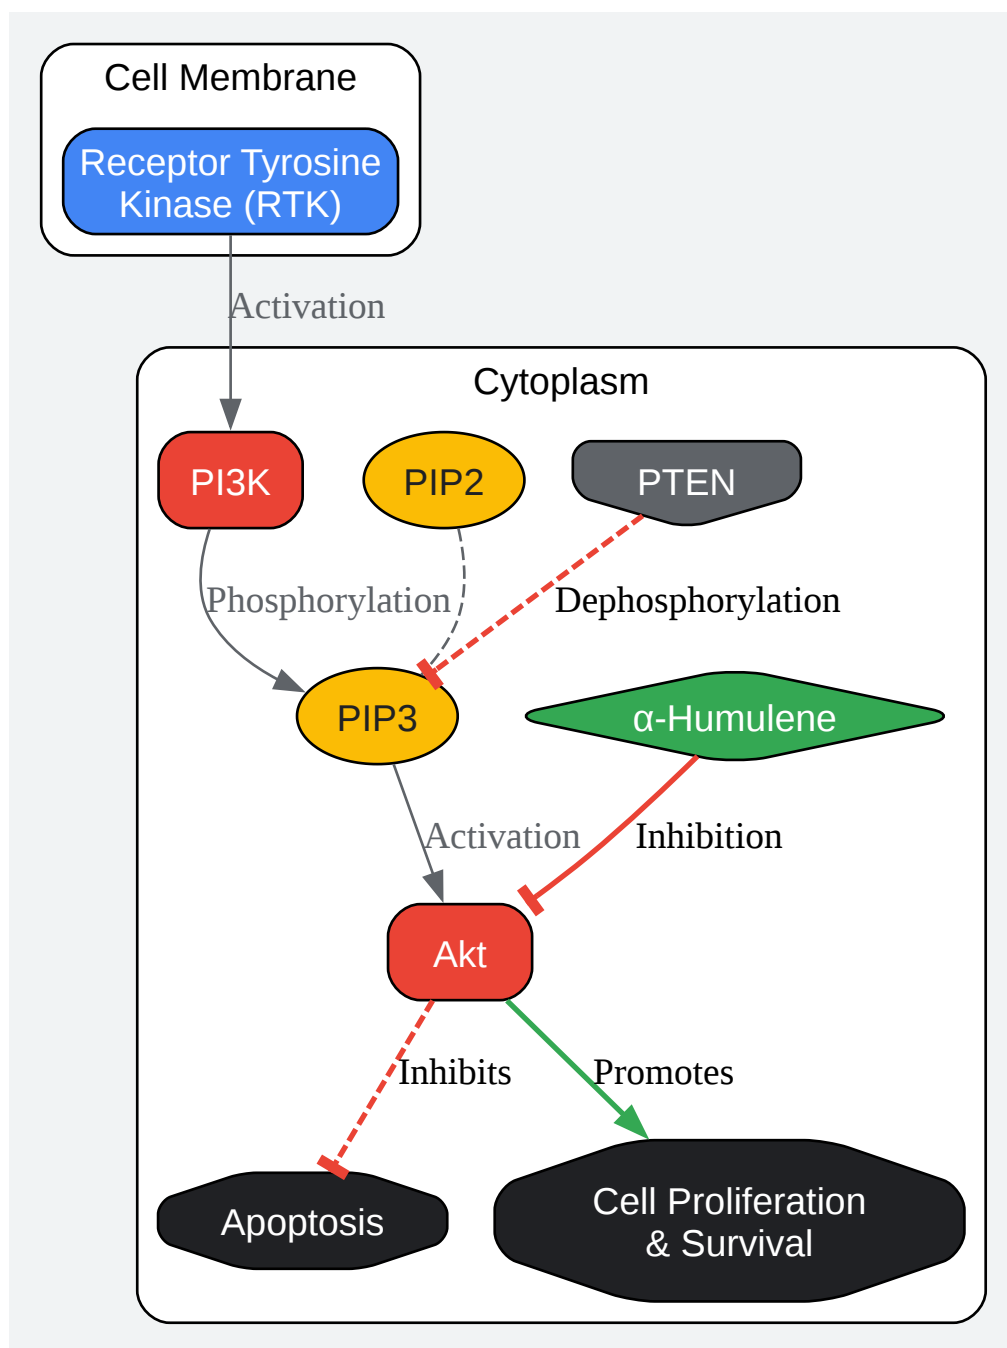 Cell Membrane
Receptor Tyrosine
Kinase (RTK)
Activation
Cytoplasm
PI3K
PIP2
PTEN
Phosphorylation
Dephosphorylation
PIP3
α-Humulene
Activation
Inhibition
Akt
Inhibits
Promotes
Apoptosis
Cell Proliferation
& Survival